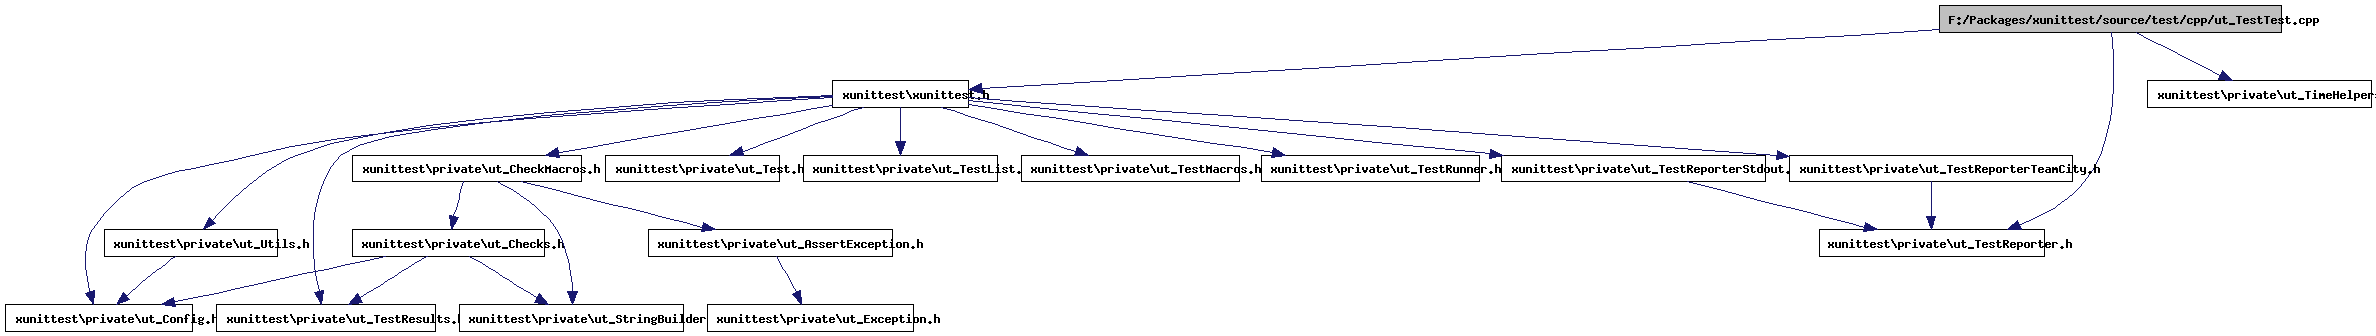 F:/Packages/xunittest/source/test/cpp/ut_TestTest.cpp
xunittest\xunittest.h
xunittest\private\ut_TimeHelper
xunittest\private\ut_CheckMacros.h
xunittest\private\ut_Test.h
xunittest\private\ut_TestList.
xunittest\private\ut_TestMacros.h
xunittest\private\ut_TestRunner.h
xunittest\private\ut_TestReporterStdout.
xunittest\private\ut_TestReporterTeamCity.h
xunittest\private\ut_Utils.h
xunittest\private\ut_Checks.h
xunittest\private\ut_AssertException.h
xunittest\private\ut_TestReporter.h
xunittest\private\ut_Config.h
xunittest\private\ut_TestResults.
xunittest\private\ut_StringBuilder
xunittest\private\ut_Exception.h